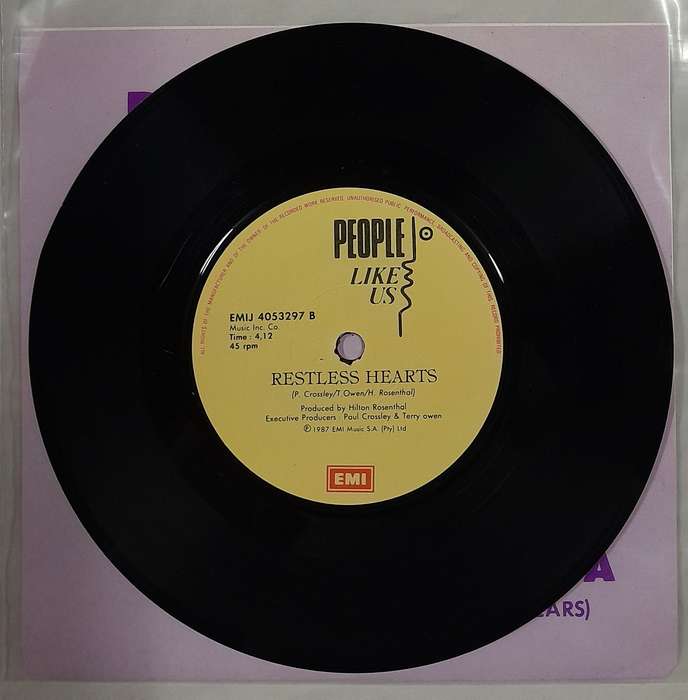 ALL RIGHTS OF THE MANUFACTURER AND OF THE OWNER OF THE RECORDED WORK RESERVED. UNAUTHORISED PUBLIC PERFORMANCE, BROADCASTING AND COPYING OF THIS RECORD PROHIBITED
PEOPLE
LIKE
US
EMIJ 4053297 B
Music Inc. Co.
Time : 4,12
45 rpm
RESTLESS HEARTS
(P. Crossley/T.Owen/H. Rosenthal)
Produced by Hilton Rosenthal
Executive Producers : Paul Crossley & Terry owen
℗ 1987 EMI Music S.A. (Pty) Ltd
EMI